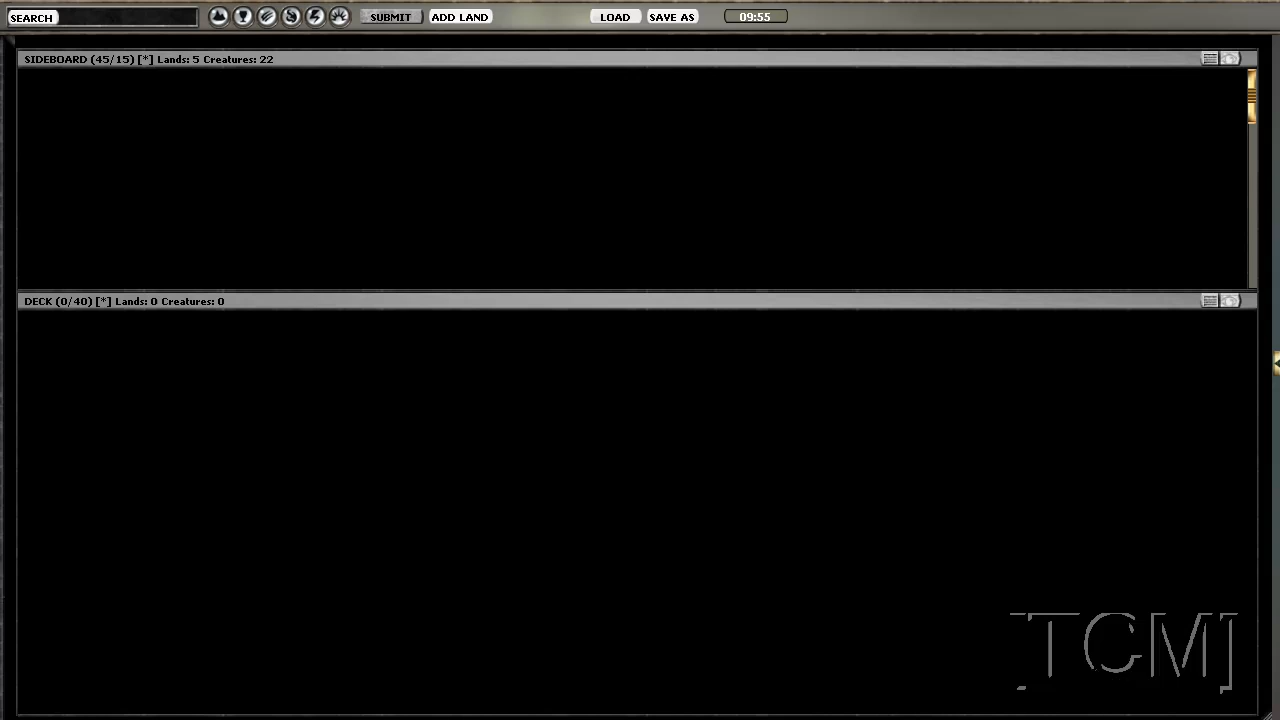 SEARCH SUBMIT ADD LAND LOAD SAVE AS 09:55
SIDEBOARD (45/15) [*] Lands: 5 Creatures: 22
DECK (0/40) [*] Lands: 0 Creatures: 0
[TCM]